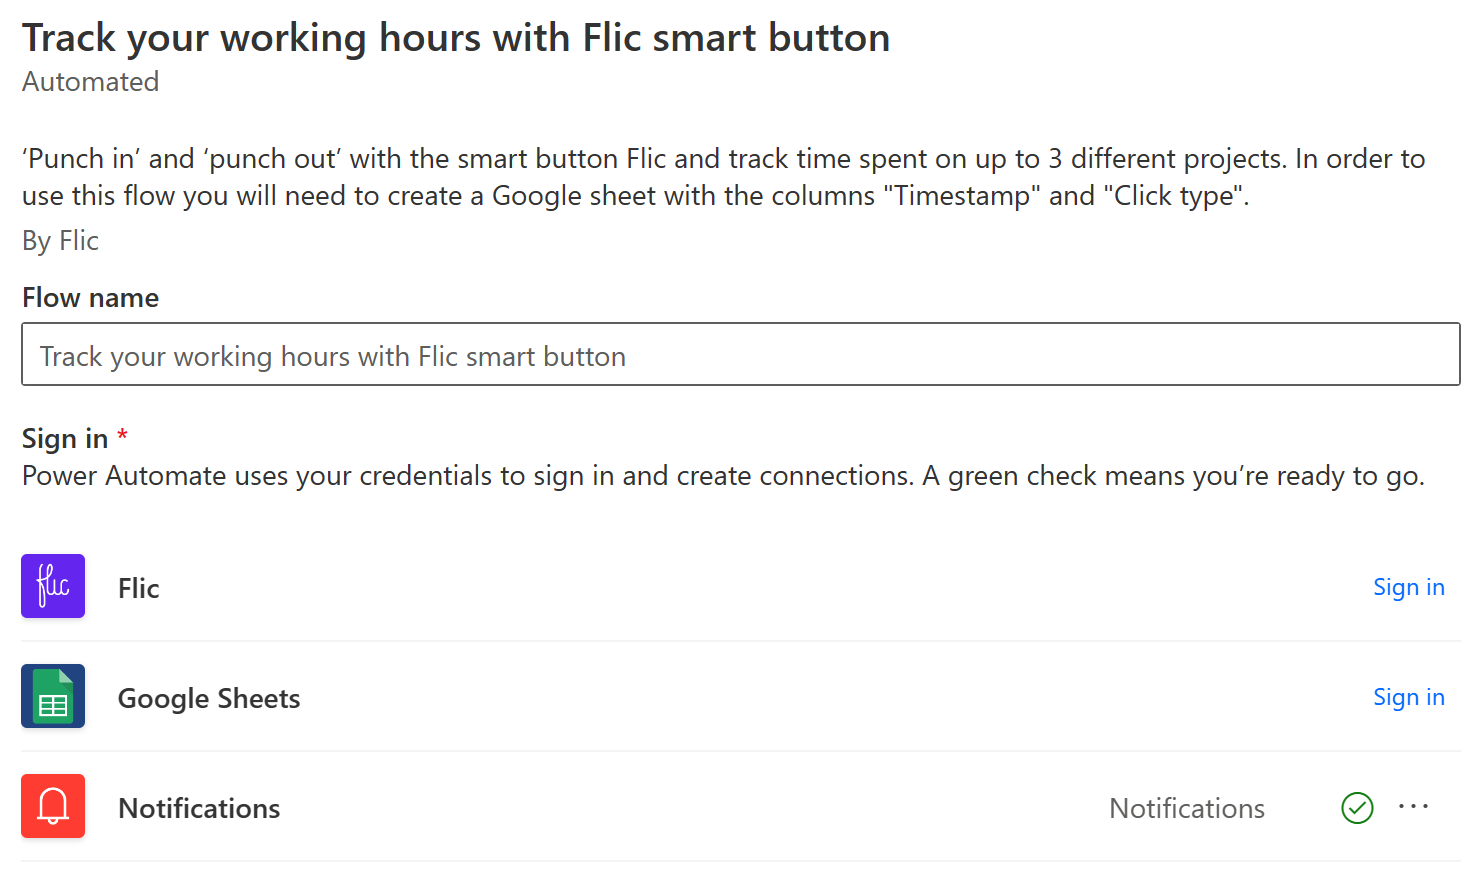 Track your working hours with Flic smart button
Automated
‘Punch in’ and ‘punch out’ with the smart button Flic and track time spent on up to 3 different projects. In order to
use this flow you will need to create a Google sheet with the columns "Timestamp" and "Click type".
By Flic
Flow name
Track your working hours with Flic smart button
Sign in *
Power Automate uses your credentials to sign in and create connections. A green check means you’re ready to go.
flic Flic Sign in
Google Sheets Sign in
Notifications Notifications ···